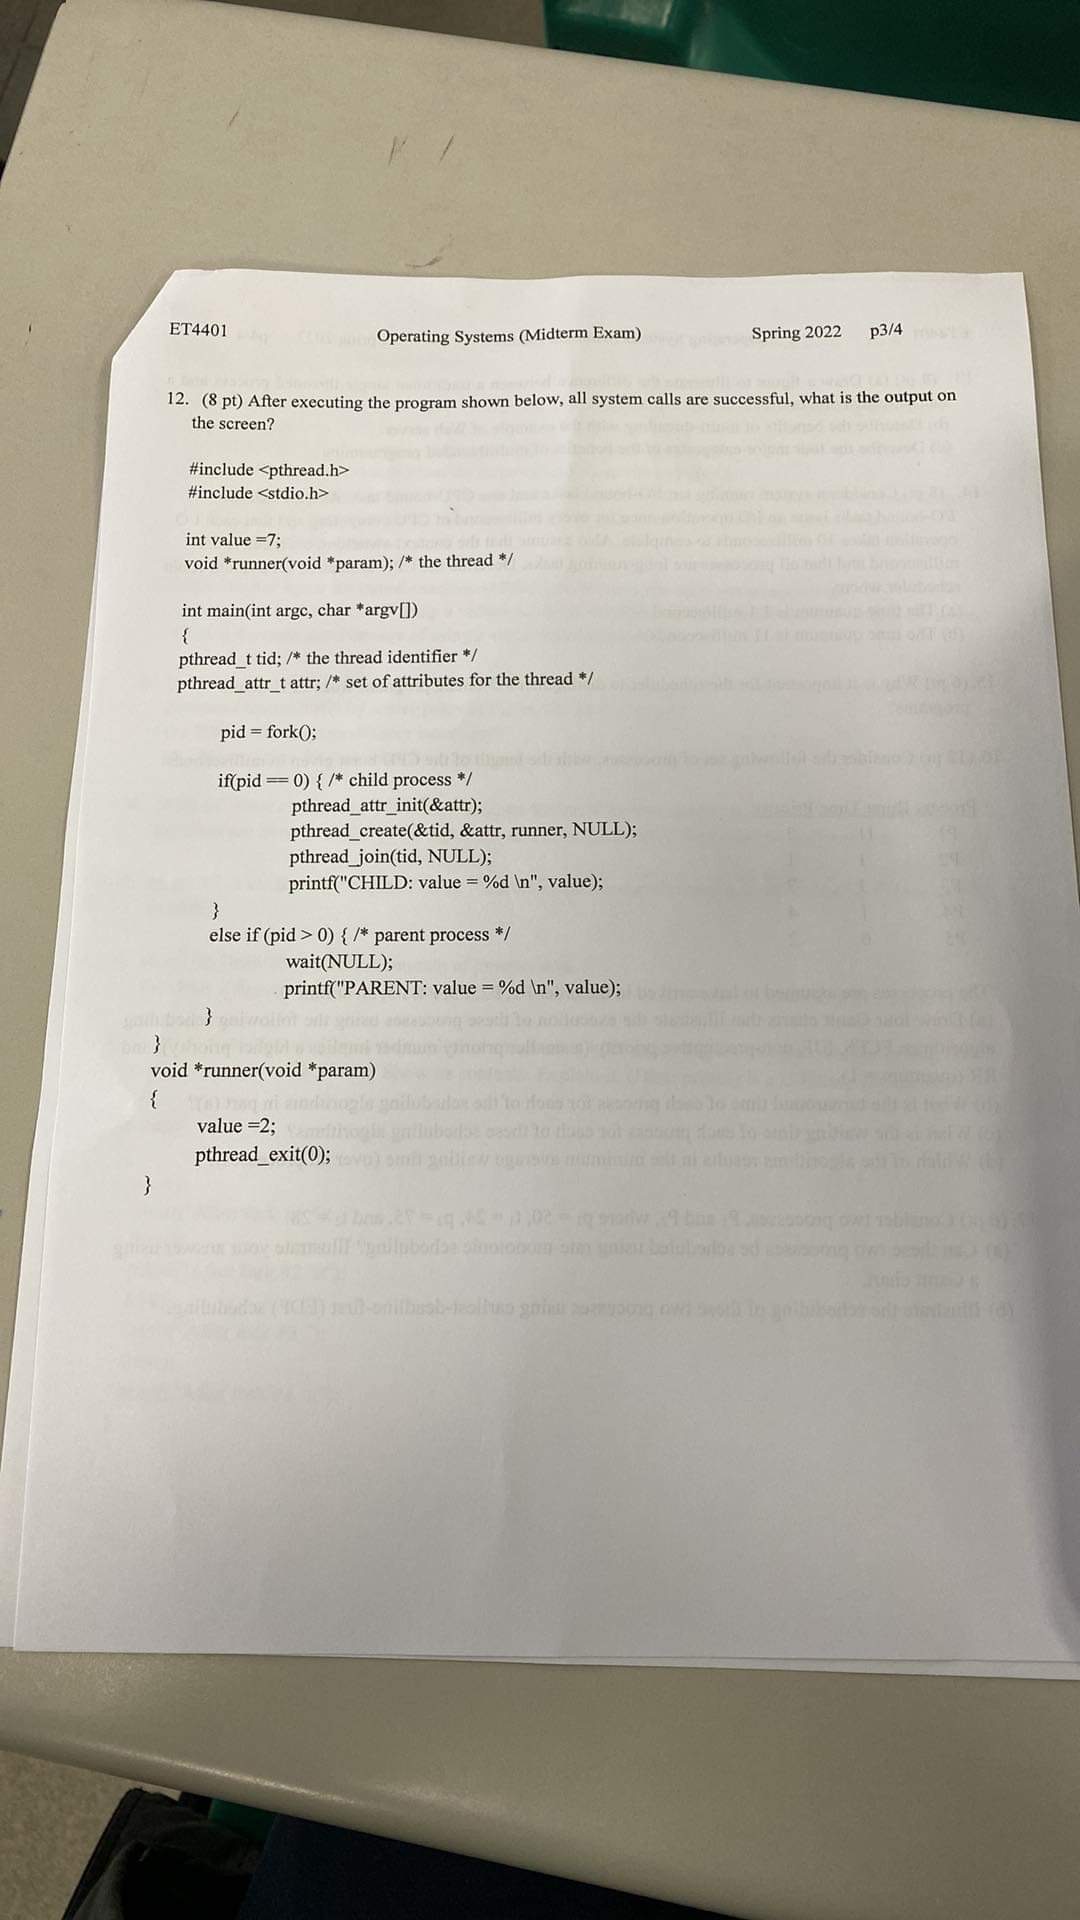 ET4401 Operating Systems (Midterm Exam) Spring 2022 p3/4
12. (8 pt) After executing the program shown below, all system calls are successful, what is the output on
the screen?
#include <pthread.h>
#include <stdio.h>
int value =7;
void *runner(void *param); /* the thread */
int main(int argc, char *argv[])
{
pthread_t tid; /* the thread identifier */
pthread_attr_t attr; /* set of attributes for the thread */
pid = fork();
if(pid == 0) { /* child process */
pthread_attr_init(&attr);
pthread_create(&tid, &attr, runner, NULL);
pthread_join(tid, NULL);
printf("CHILD: value = %d \n", value);
}
else if (pid > 0) { /* parent process */
wait(NULL);
printf("PARENT: value = %d \n", value);
}
}
void *runner(void *param)
{
value =2;
pthread_exit(0);
}